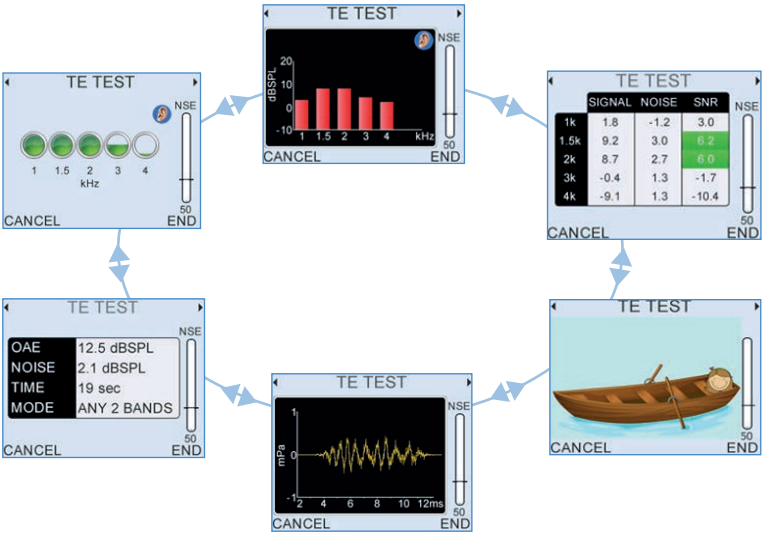 TE TEST
NSE
20
10
0
-10
dBSPL
1 1.5 2 3 4 kHz
50
CANCEL END
TE TEST
NSE
1 1.5 2 3 4
kHz
50
CANCEL END
TE TEST
SIGNAL NOISE SNR
NSE
1k 1.8 -1.2 3.0
1.5k 9.2 3.0 6.2
2k 8.7 2.7 6.0
3k -0.4 1.3 -1.7
4k -9.1 1.3 -10.4
50
CANCEL END
TE TEST
NSE
OAE 12.5 dBSPL
NOISE 2.1 dBSPL
TIME 19 sec
MODE ANY 2 BANDS
50
CANCEL END
TE TEST
NSE
50
CANCEL END
TE TEST
NSE
1
0
-1
mPa
2 4 6 8 10 12ms
50
CANCEL END